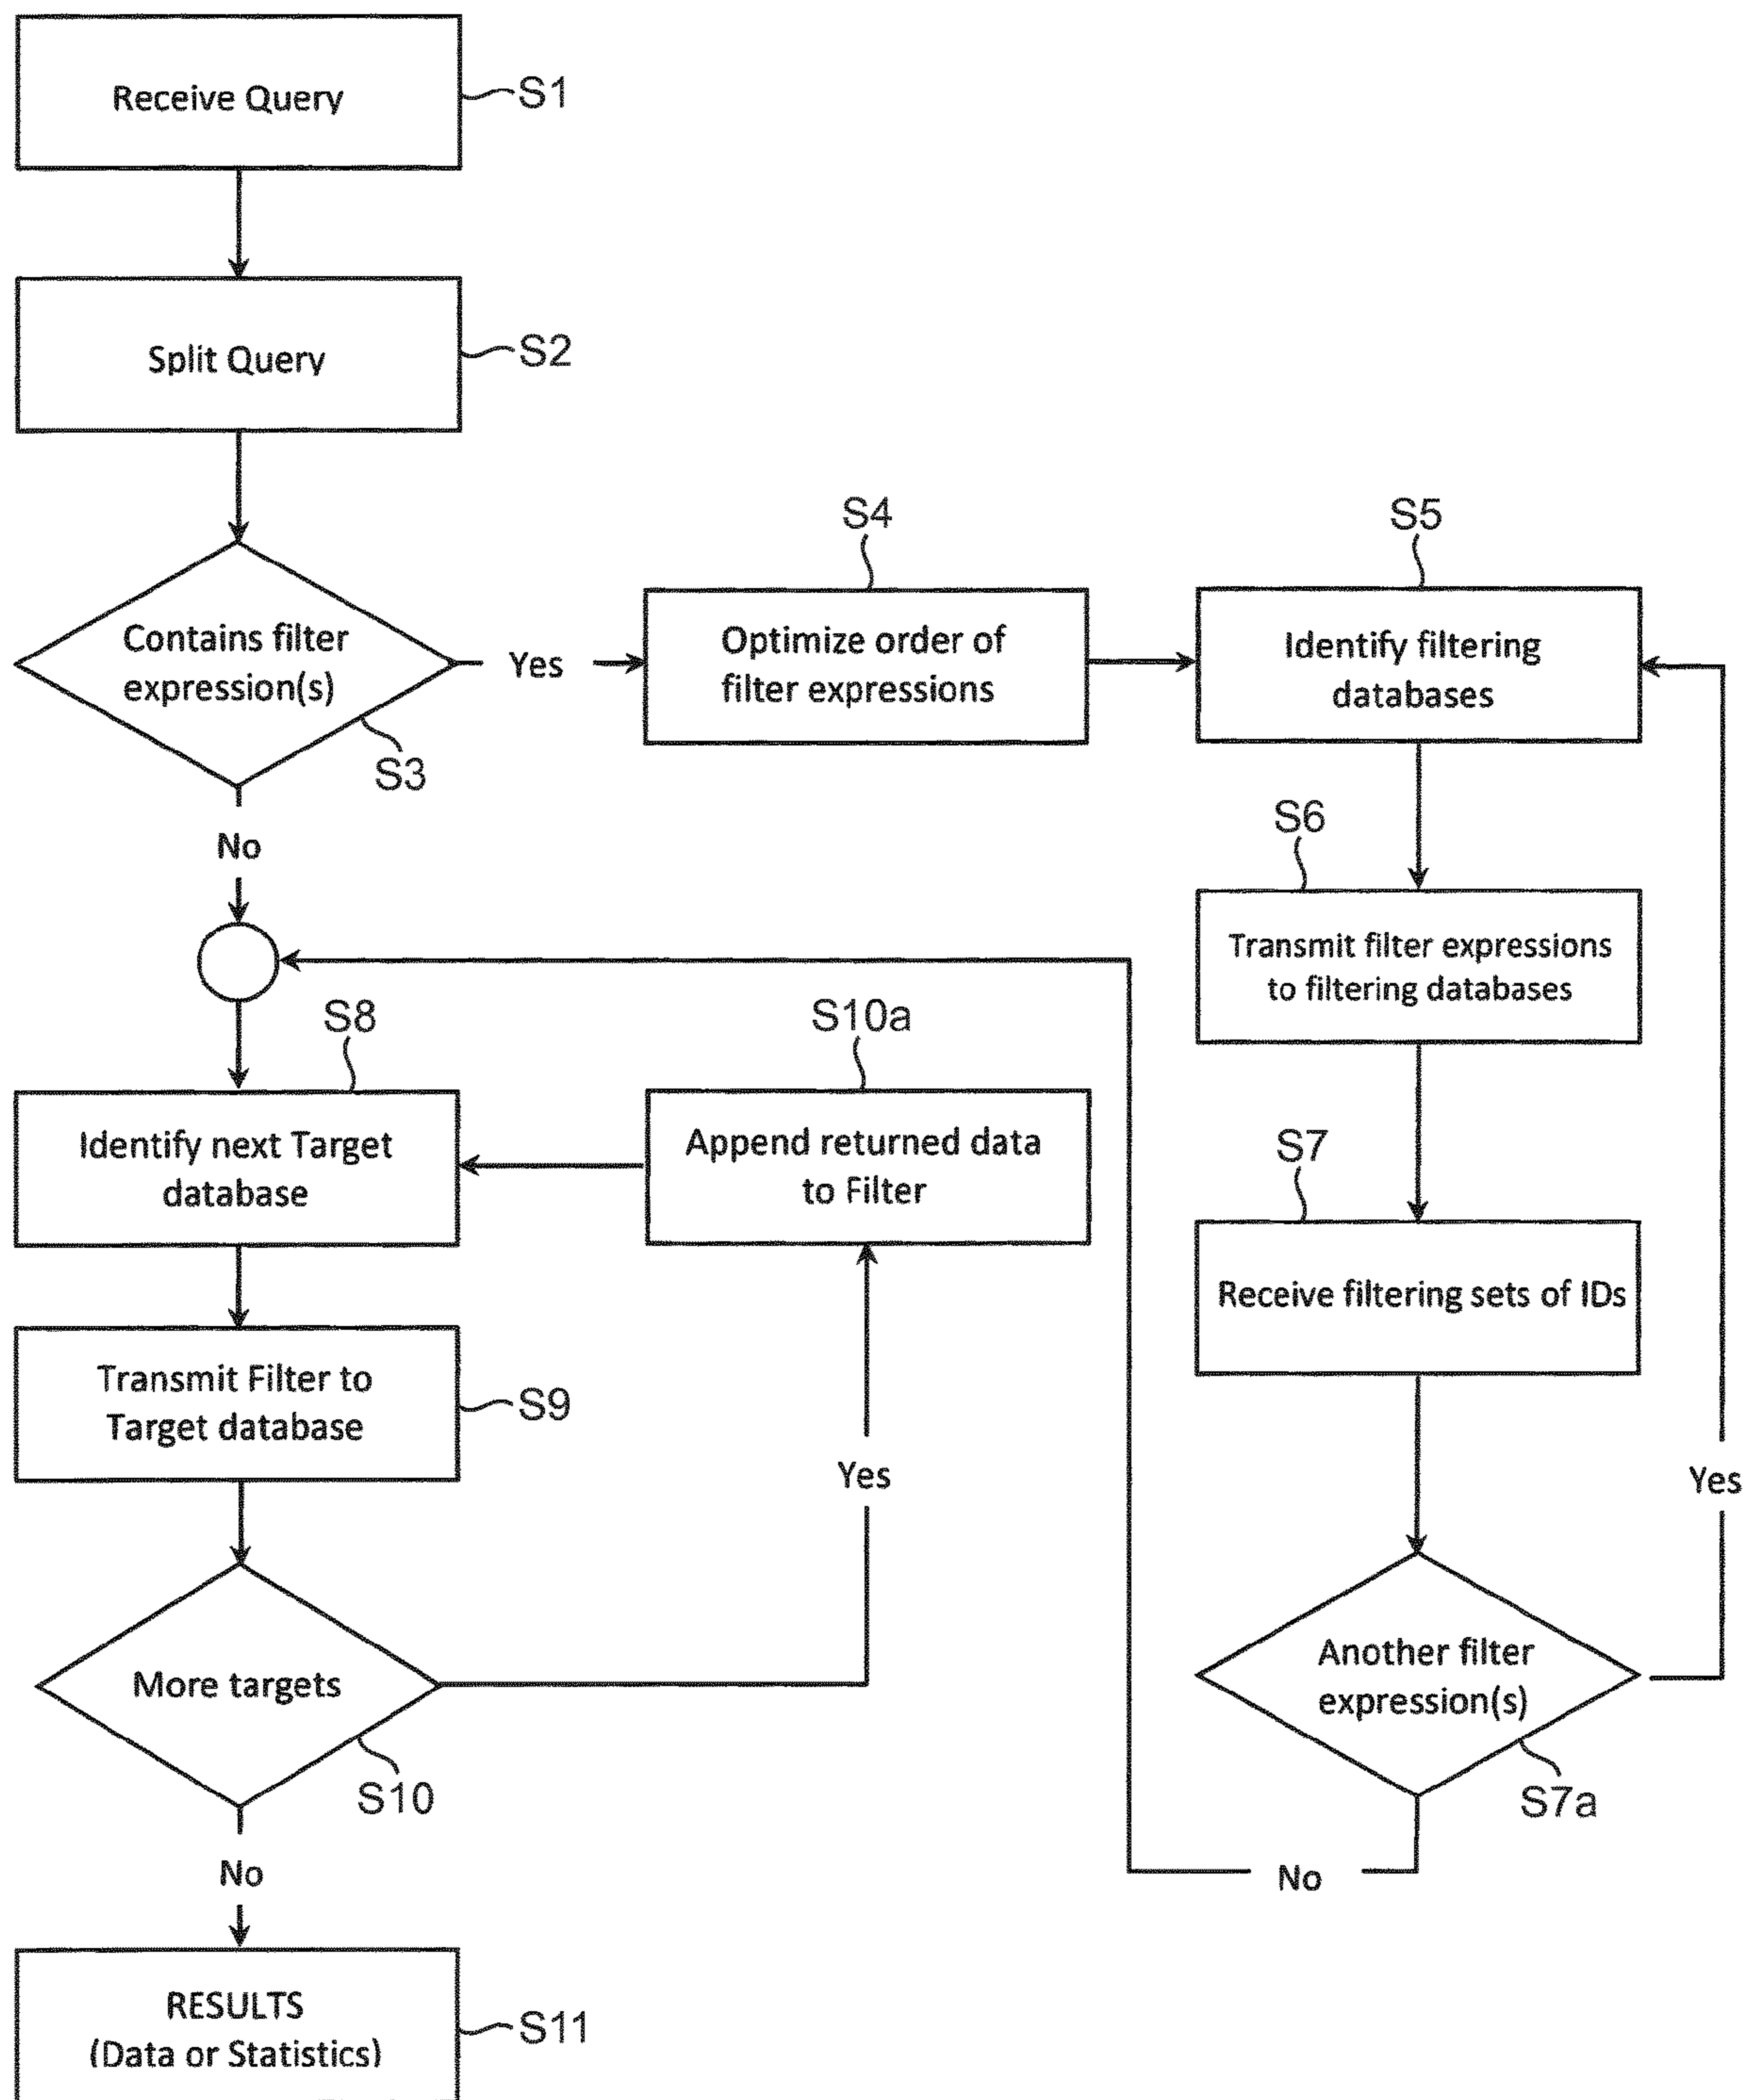 Receive Query
S1
Split Query
S2
Contains filter
expression(s)
S3
Yes
S4
Optimize order of
filter expressions
S5
Identify filtering
databases
No
S6
Transmit filter expressions
to filtering databases
S8
Identify next Target
database
S10a
Append returned data
to Filter
S7
Receive filtering sets of IDs
Transmit Filter to
Target database
S9
Yes
Yes
More targets
S10
Another filter
expression(s)
S7a
No
No
RESULTS
(Data or Statistics)
S11